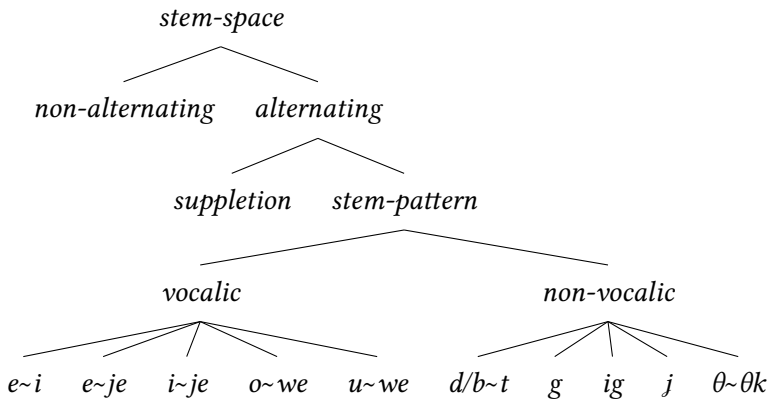 stem-space
non-alternating alternating
suppletion stem-pattern
vocalic non-vocalic
e~i e~je i~je o~we u~we d/b~t g ig ʝ θ~θk